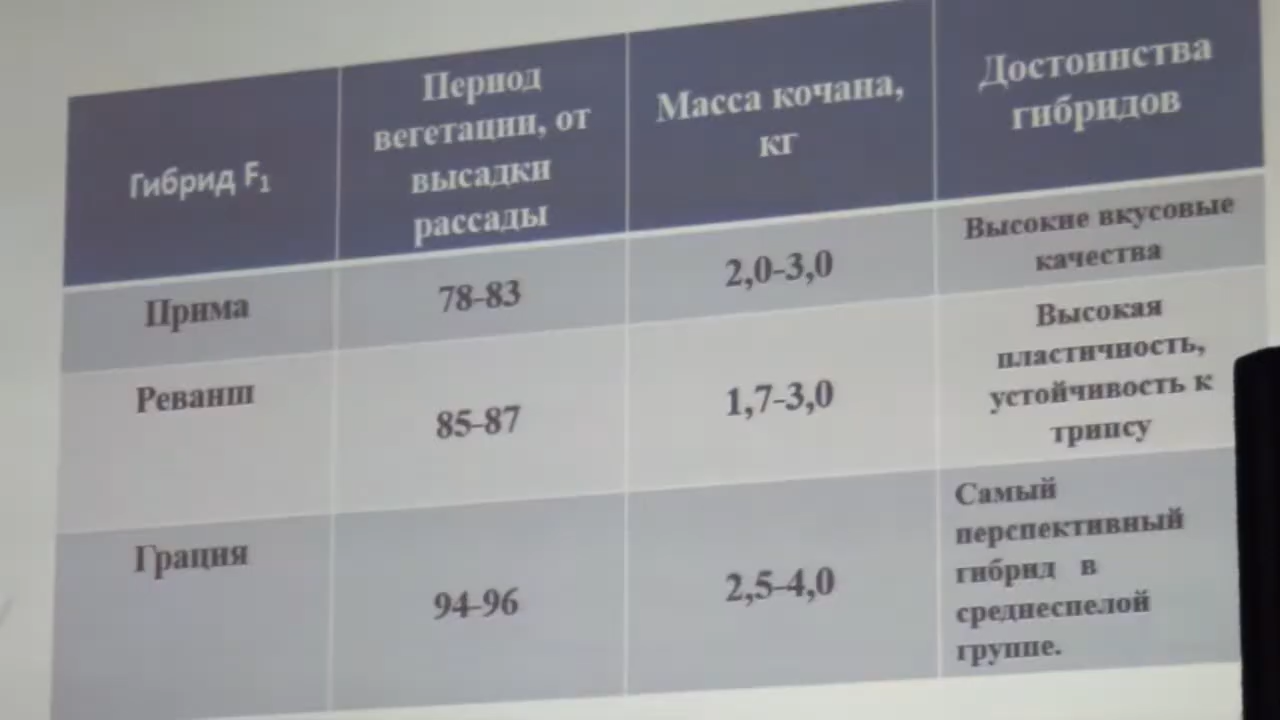 Гибрид F₁
Период
вегетации, от
высадки
рассады
Масса кочана,
кг
Достоинства
гибридов
Прима
78-83
2,0-3,0
Высокие вкусовые
качества
Реванш
85-87
1,7-3,0
Высокая
пластичность,
устойчивость к
трипсу
Грация
94-96
2,5-4,0
Самый
перспективный
гибрид в
среднеспелой
группе.